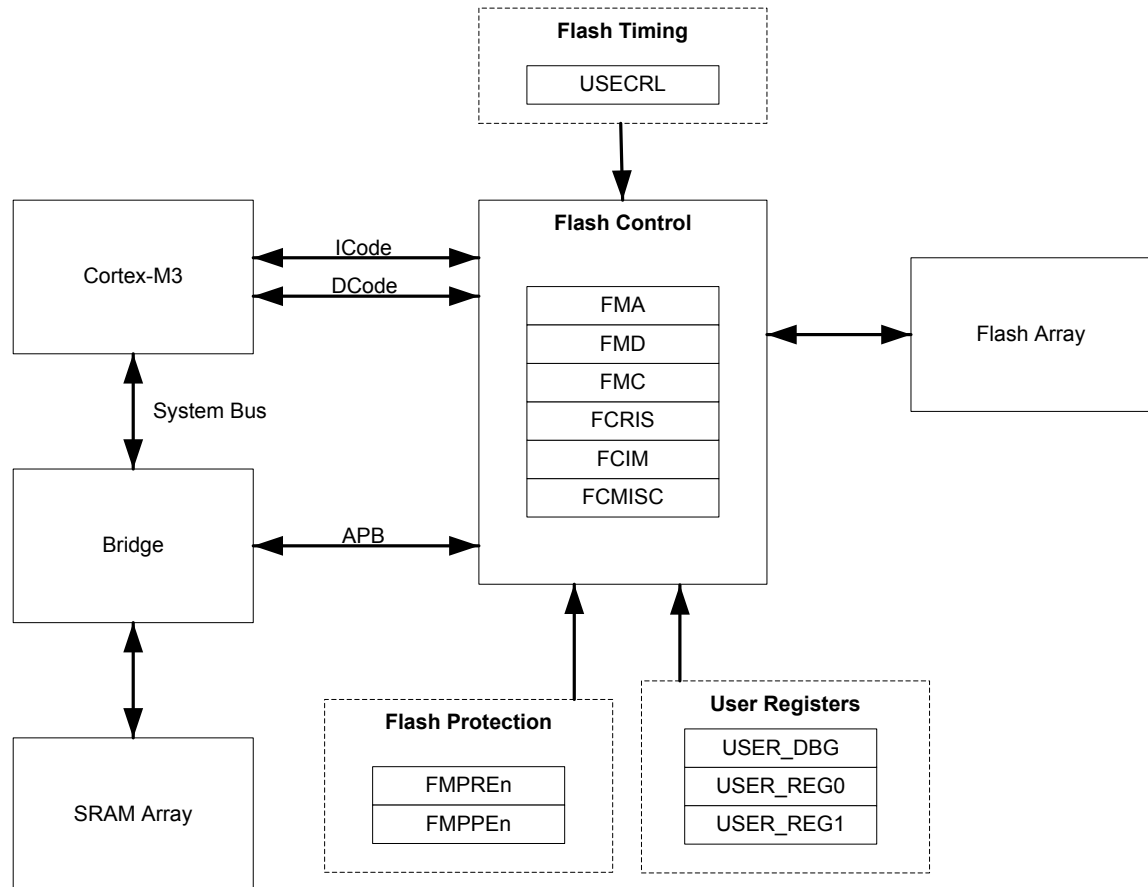 Flash Timing
USECRL
Flash Control
ICode
Cortex-M3
DCode
FMA
FMD
Flash Array
FMC
System Bus
FCRIS
FCIM
FCMISC
Bridge
APB
User Registers
Flash Protection
USER_DBG
FMPREn
USER_REG0
SRAM Array
FMPPEn
USER_REG1